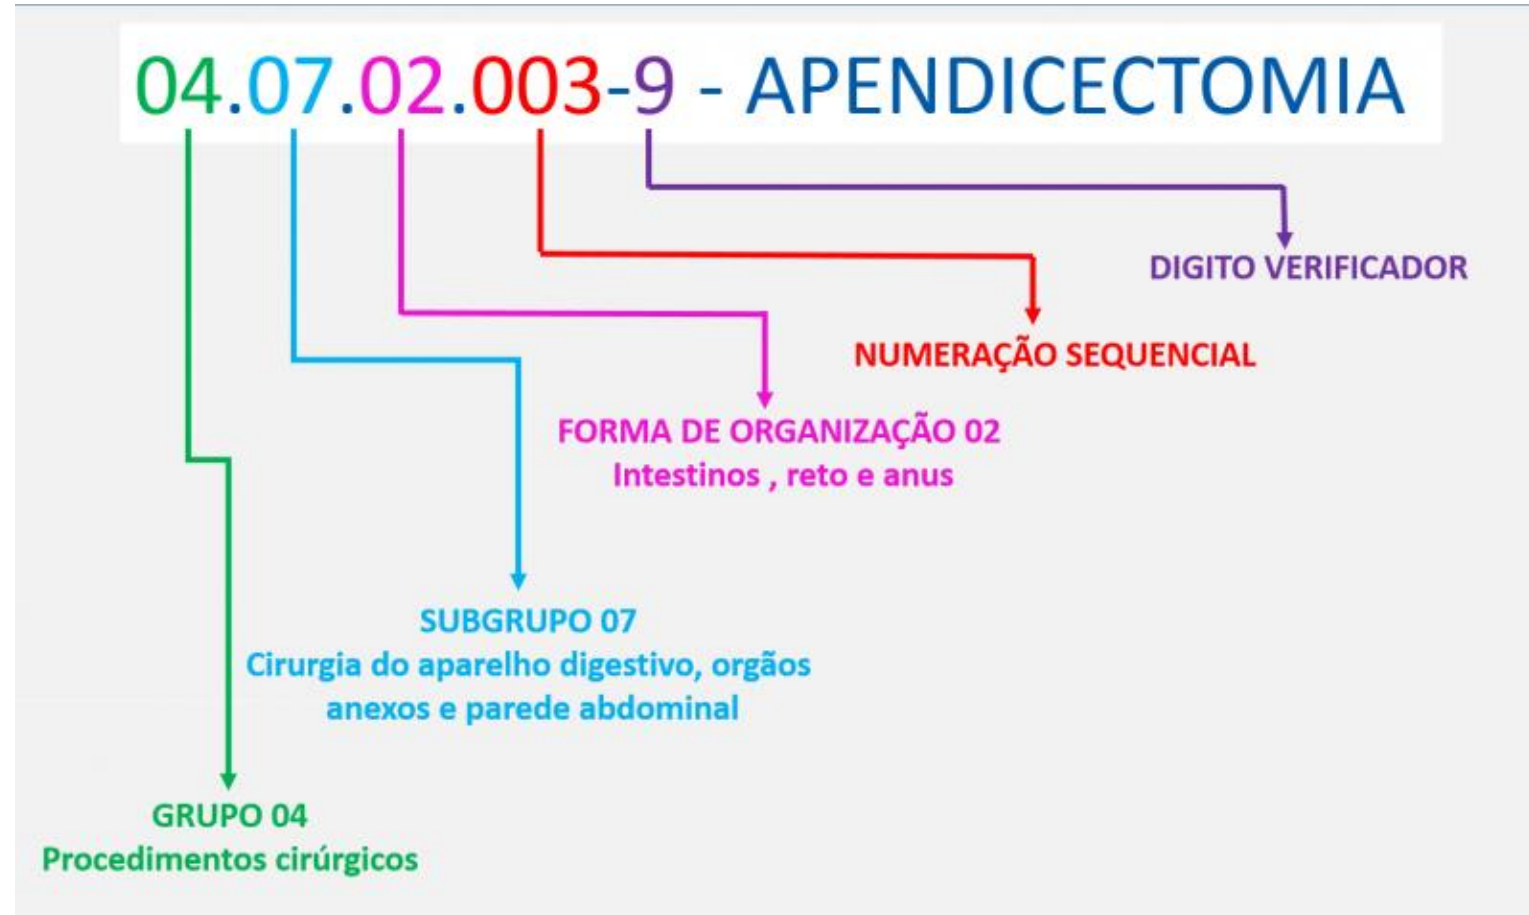 04.07.02.003-9 - APENDICECTOMIA
DIGITO VERIFICADOR
NUMERAÇÃO SEQUENCIAL
FORMA DE ORGANIZAÇÃO 02
Intestinos , reto e anus
SUBGRUPO 07
Cirurgia do aparelho digestivo, orgãos
anexos e parede abdominal
GRUPO 04
Procedimentos cirúrgicos